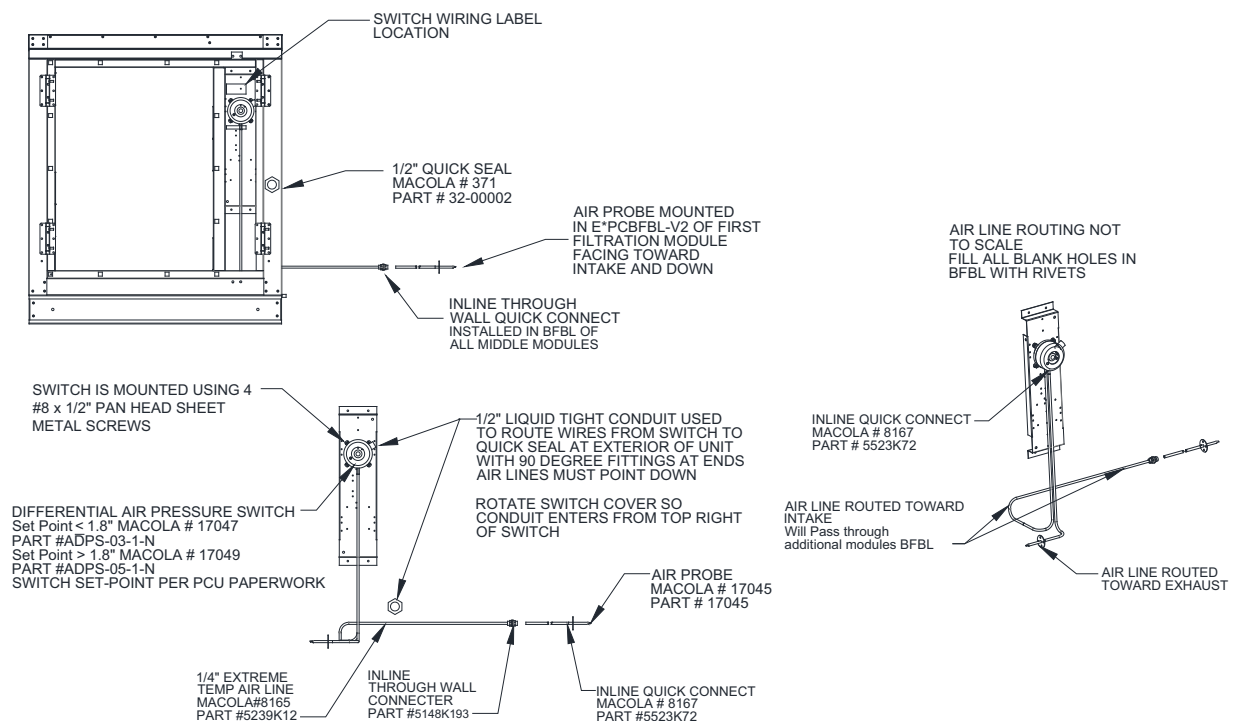 SWITCH WIRING LABEL
LOCATION
1/2" QUICK SEAL
MACOLA # 371
PART # 32-00002
AIR PROBE MOUNTED
IN E*PCBFBL-V2 OF FIRST
FILTRATION MODULE
FACING TOWARD
INTAKE AND DOWN
INLINE THROUGH
WALL QUICK CONNECT
INSTALLED IN BFBL OF
ALL MIDDLE MODULES
AIR LINE ROUTING NOT
TO SCALE
FILL ALL BLANK HOLES IN
BFBL WITH RIVETS
SWITCH IS MOUNTED USING 4
#8 x 1/2" PAN HEAD SHEET
METAL SCREWS
1/2" LIQUID TIGHT CONDUIT USED
TO ROUTE WIRES FROM SWITCH TO
QUICK SEAL AT EXTERIOR OF UNIT
WITH 90 DEGREE FITTINGS AT ENDS
AIR LINES MUST POINT DOWN
ROTATE SWITCH COVER SO
CONDUIT ENTERS FROM TOP RIGHT
OF SWITCH
DIFFERENTIAL AIR PRESSURE SWITCH
Set Point < 1.8" MACOLA # 17047
PART #ADPS-03-1-N
Set Point > 1.8" MACOLA # 17049
PART #ADPS-05-1-N
SWITCH SET-POINT PER PCU PAPERWORK
INLINE QUICK CONNECT
MACOLA # 8167
PART # 5523K72
AIR LINE ROUTED TOWARD
INTAKE
Will Pass through
additional modules BFBL
AIR LINE ROUTED
TOWARD EXHAUST
AIR PROBE
MACOLA # 17045
PART # 17045
1/4" EXTREME
TEMP AIR LINE
MACOLA#8165
PART #5239K12
INLINE
THROUGH WALL
CONNECTER
PART #5148K193
INLINE QUICK CONNECT
MACOLA # 8167
PART #5523K72